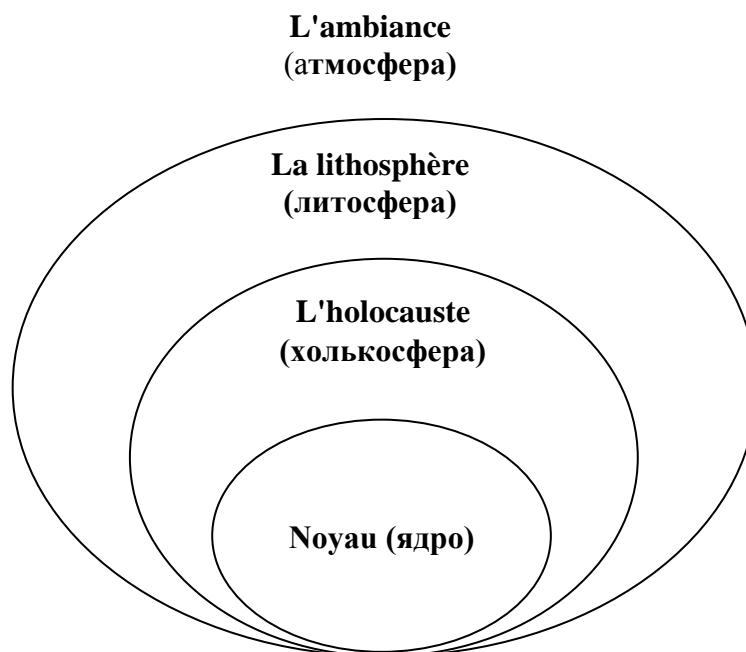 L'ambiance
(атмосфера)
La lithosphère
(литосфера)
L'holocauste
(холькосфера)
Noyau (ядро)